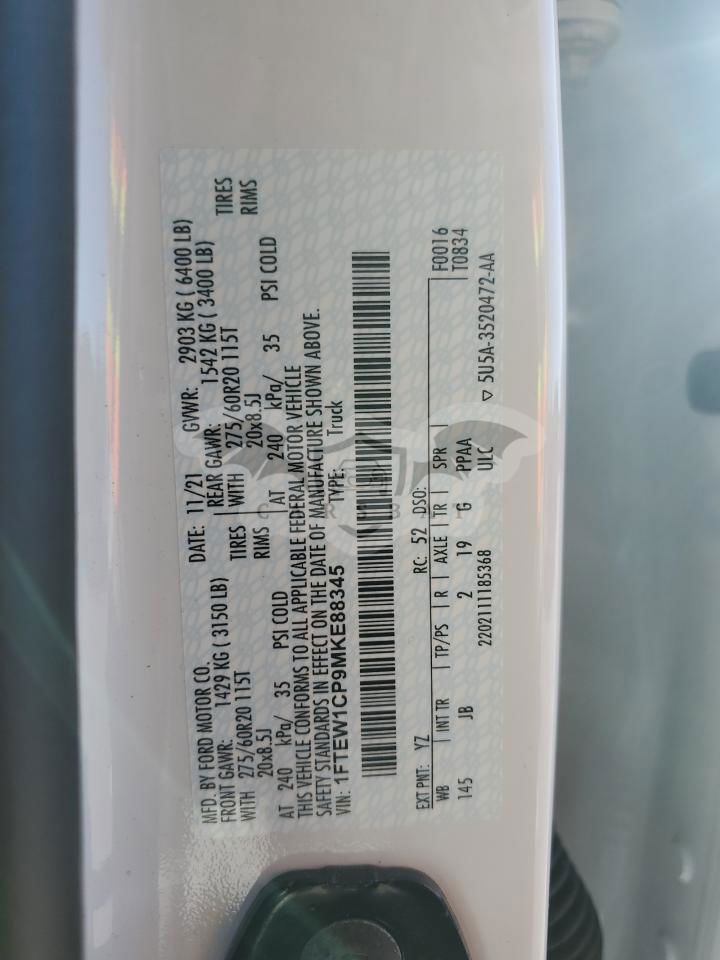 MFD. BY FORD MOTOR CO.
DATE: 11/21 GVWR: 2903 KG ( 6400 LB)
FRONT GAWR: 1429 KG ( 3150 LB) REAR GAWR: 1542 KG ( 3400 LB)
WITH 275/60R20 115T TIRES WITH 275/60R20 115T TIRES
20x8.5J RIMS 20x8.5J RIMS
AT 240 kPa/ 35 PSI COLD AT 240 kPa/ 35 PSI COLD
THIS VEHICLE CONFORMS TO ALL APPLICABLE FEDERAL MOTOR VEHICLE
SAFETY STANDARDS IN EFFECT ON THE DATE OF MANUFACTURE SHOWN ABOVE.
VIN: 1FTEW1CP9MKE88345 TYPE: Truck
EXT PNT: YZ RC: 52 DSO: F0016
WB INT TR TP/PS R AXLE TR SPR T0834
145 JB 2 19 G PPAA
2202111185368 ULC ▽ 5U5A-3520472-AA